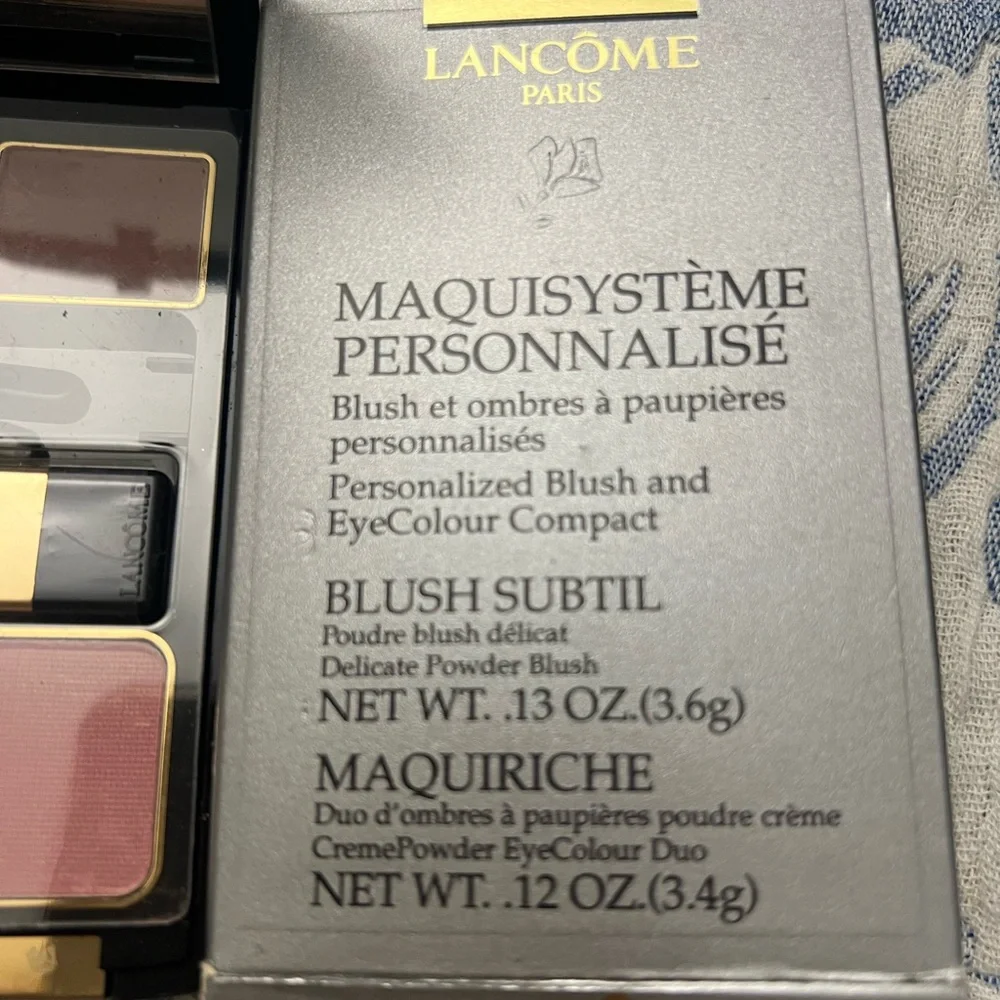 LANCÔME
PARIS
MAQUISYSTÈME
PERSONNALISÉ
Blush et ombres à paupières
personnalisés
Personalized Blush and
EyeColour Compact
BLUSH SUBTIL
Poudre blush délicat
Delicate Powder Blush
NET WT. .13 OZ.(3.6g)
MAQUIRICHE
Duo d'ombres à paupières poudre crème
CremePowder EyeColour Duo
NET WT. .12 OZ.(3.4g)
LANCÔME